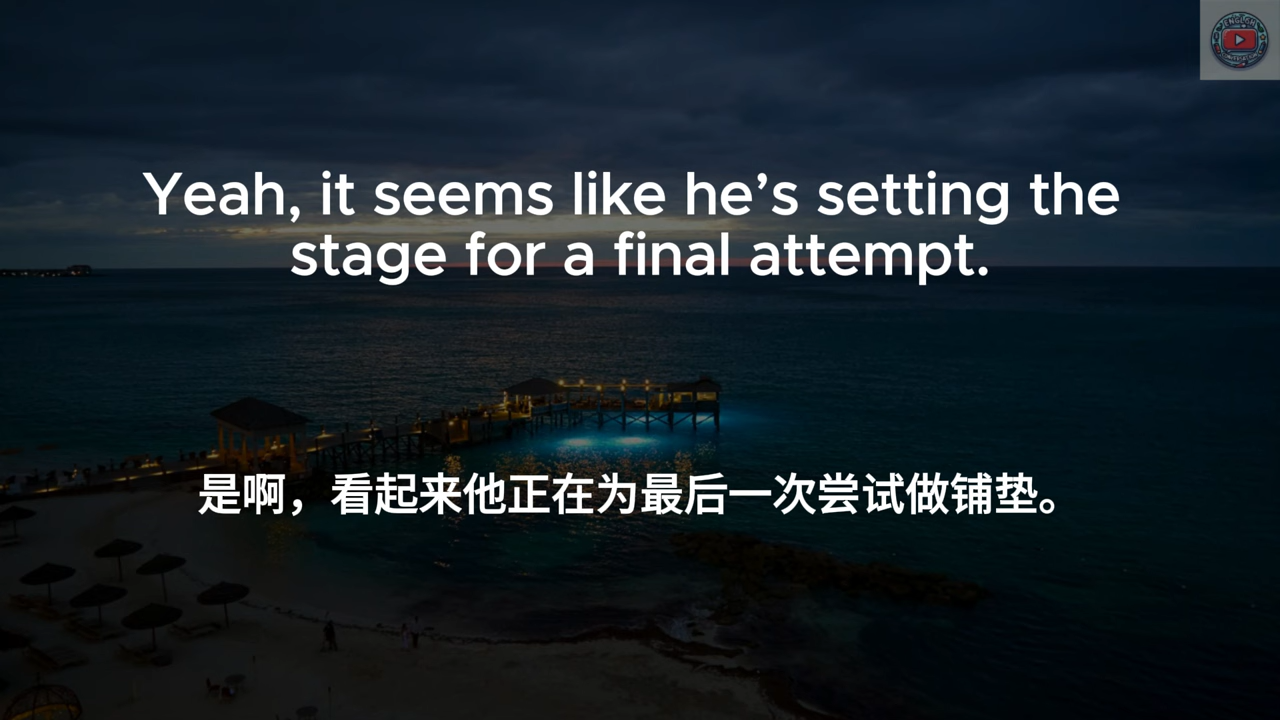 Yeah, it seems like he’s setting the
stage for a final attempt.
是啊，看起来他正在为最后一次尝试做铺垫。